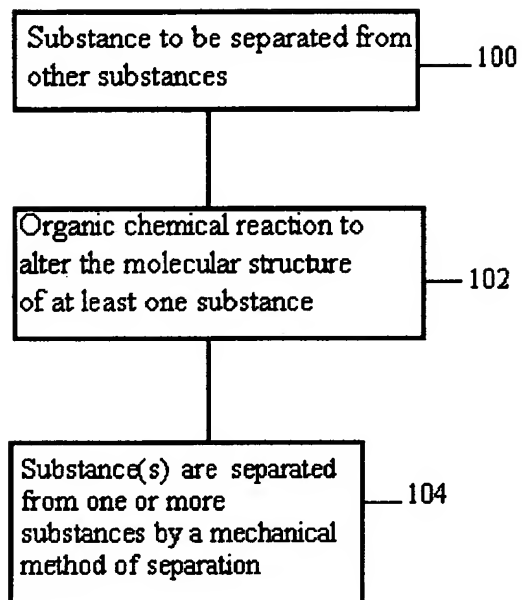 Substance to be separated from
other substances
100
Organic chemical reaction to
alter the molecular structure
of at least one substance
102
Substance(s) are separated
from one or more
substances by a mechanical
method of separation
104